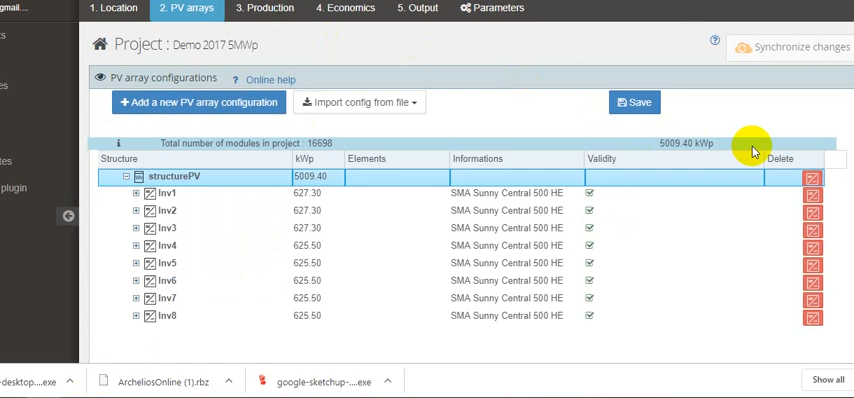 gmail....
1. Location 2. PV arrays 3. Production 4. Economics 5. Output Parameters
Project : Demo 2017 5MWp
? Synchronize changes
PV array configurations ? Online help
+ Add a new PV array configuration Import config from file Save
i Total number of modules in project : 16698 5009.40 kWp
Structure kWp Elements Informations Validity Delete
structurePV 5009.40
Inv1 627.30 SMA Sunny Central 500 HE
Inv2 627.30 SMA Sunny Central 500 HE
Inv3 627.30 SMA Sunny Central 500 HE
Inv4 625.50 SMA Sunny Central 500 HE
Inv5 625.50 SMA Sunny Central 500 HE
Inv6 625.50 SMA Sunny Central 500 HE
Inv7 625.50 SMA Sunny Central 500 HE
Inv8 625.50 SMA Sunny Central 500 HE
plugin
-desktop....exe ArcheliosOnline (1).rbz google-sketchup-....exe Show all